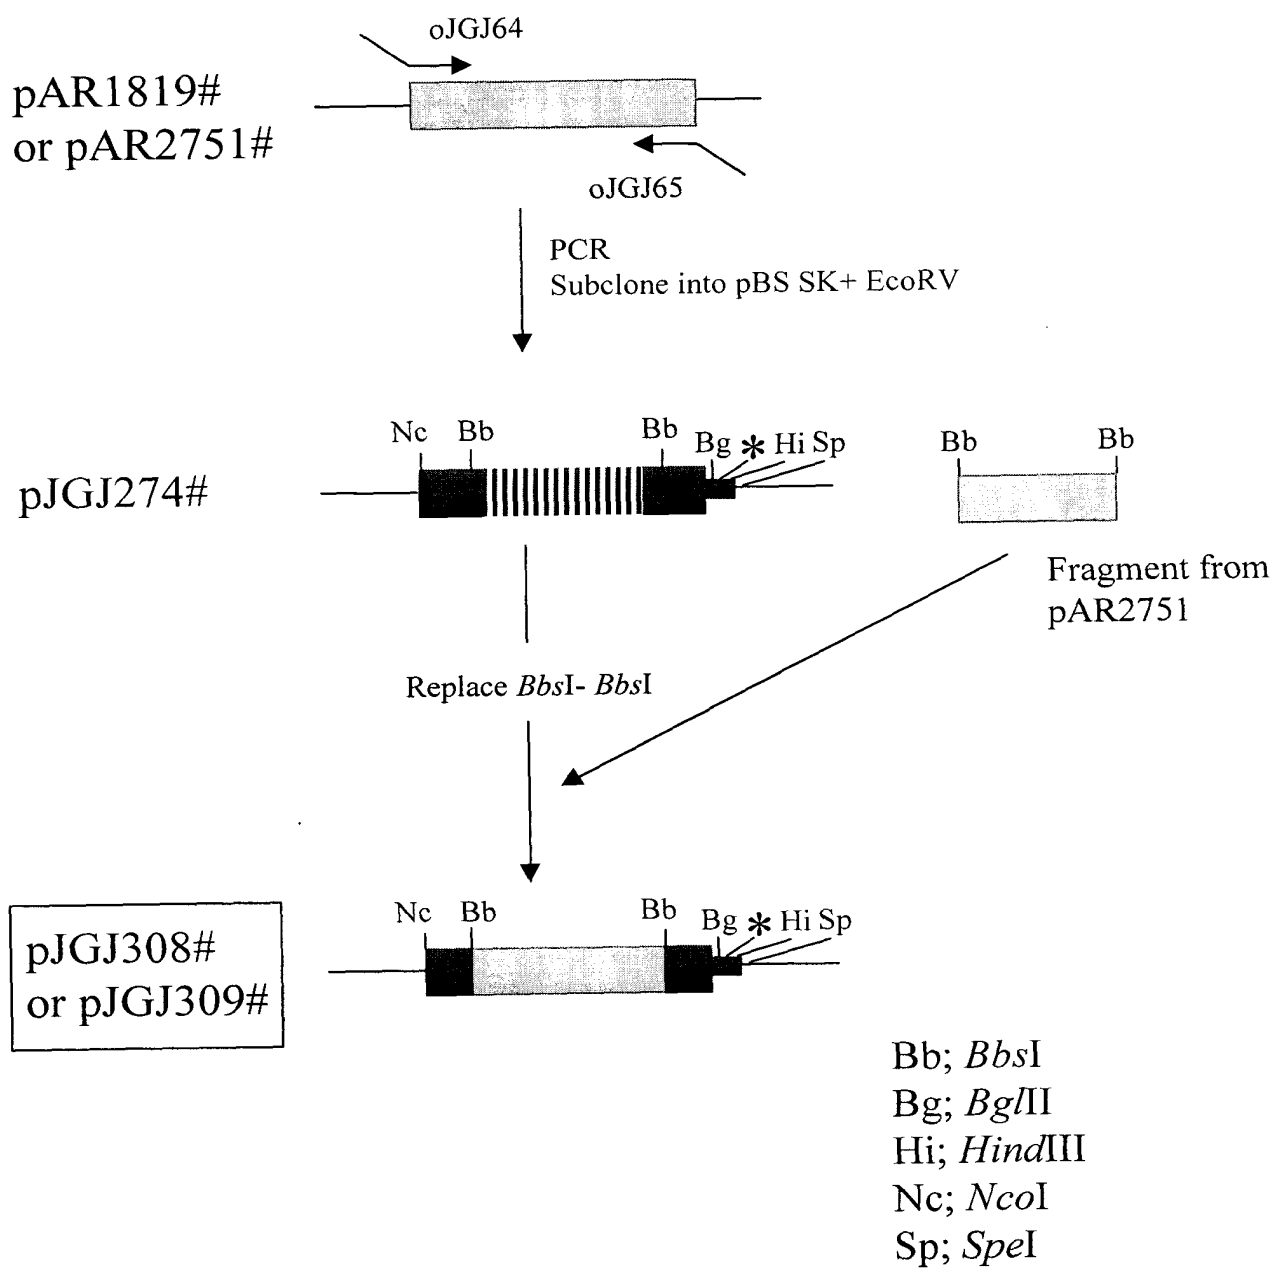 oJGJ64
pAR1819#
or pAR2751#
oJGJ65
PCR
Subclone into pBS SK+ EcoRV
Nc Bb Bb Bg * Hi Sp
Bb Bb
pJGJ274#
Fragment from
pAR2751
Replace BbsI- BbsI
Nc Bb Bb Bg * Hi Sp
pJGJ308#
or pJGJ309#
Bb; BbsI
Bg; BglII
Hi; HindIII
Nc; NcoI
Sp; SpeI